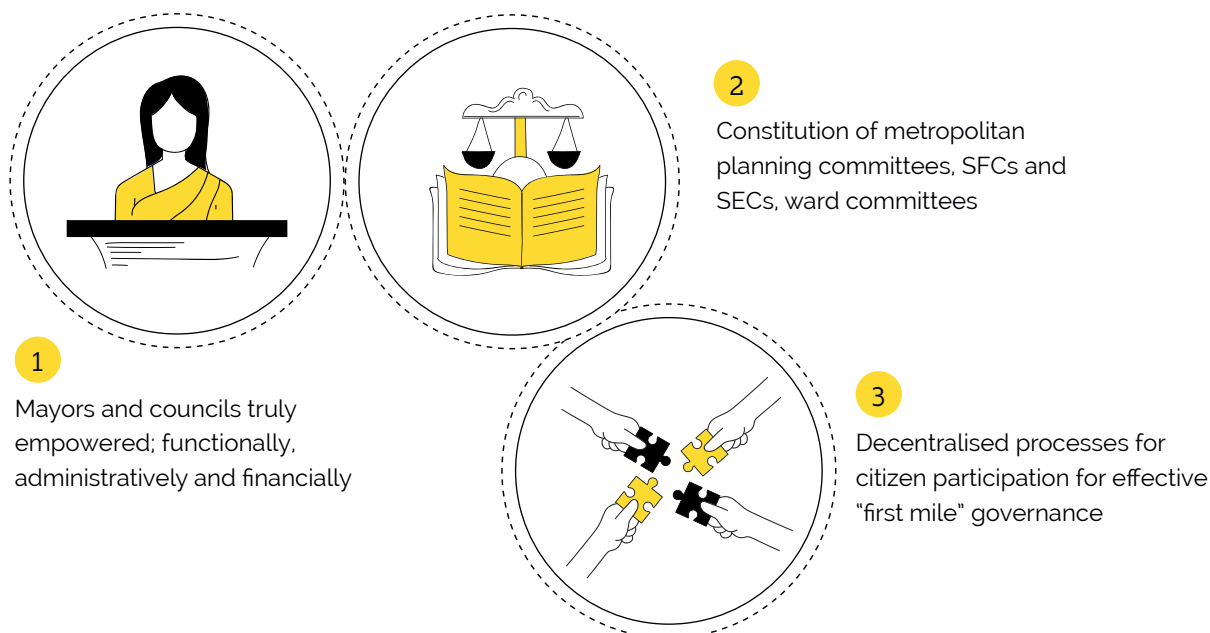 1
Mayors and councils truly
empowered; functionally,
administratively and financially
2
Constitution of metropolitan
planning committees, SFCs and
SECs, ward committees
3
Decentralised processes for
citizen participation for effective
“first mile” governance